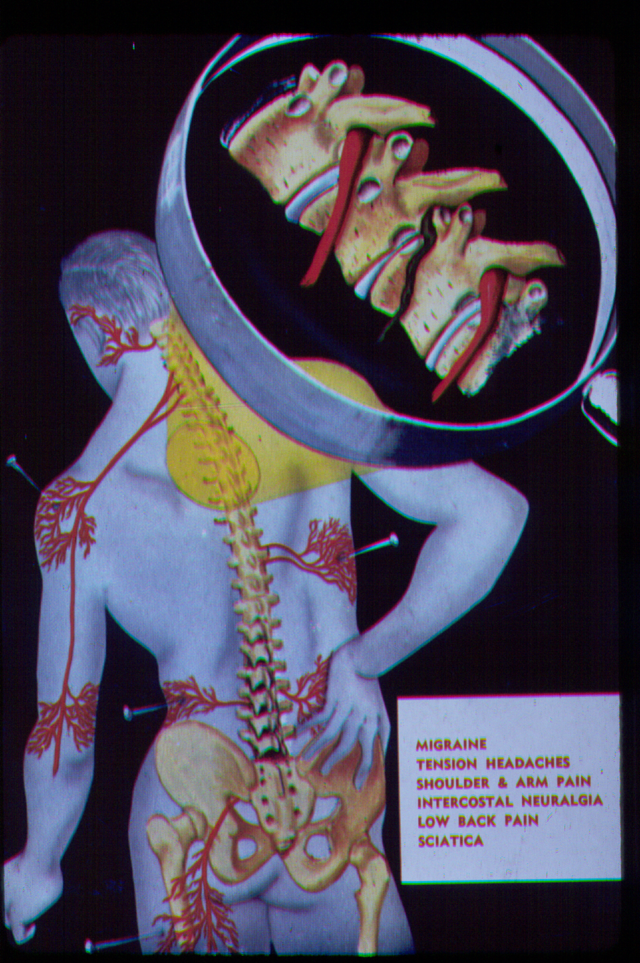 MIGRAINE
TENSION HEADACHES
SHOULDER & ARM PAIN
INTERCOSTAL NEURALGIA
LOW BACK PAIN
SCIATICA